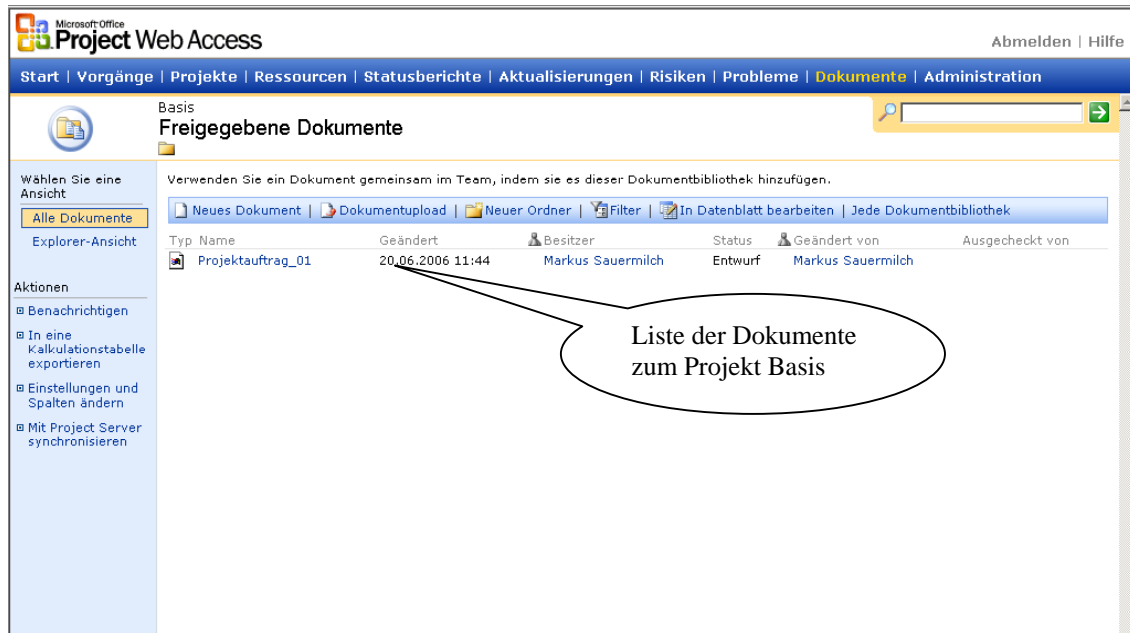 Microsoft Office
Project Web Access
Abmelden | Hilfe
Start | Vorgänge | Projekte | Ressourcen | Statusberichte | Aktualisierungen | Risiken | Probleme | Dokumente | Administration
Basis
Freigegebene Dokumente
Wählen Sie eine
Ansicht
Alle Dokumente
Explorer-Ansicht
Aktionen
Benachrichtigen
In eine
Kalkulationstabelle
exportieren
Einstellungen und
Spalten ändern
Mit Project Server
synchronisieren
Verwenden Sie ein Dokument gemeinsam im Team, indem sie es dieser Dokumentbibliothek hinzufügen.
Neues Dokument | Dokumentupload | Neuer Ordner | Filter | In Datenblatt bearbeiten | Jede Dokumentbibliothek
Typ Name Geändert Besitzer Status Geändert von Ausgecheckt von
Projektauftrag_01 20.06.2006 11:44 Markus Sauermilch Entwurf Markus Sauermilch
Liste der Dokumente
zum Projekt Basis